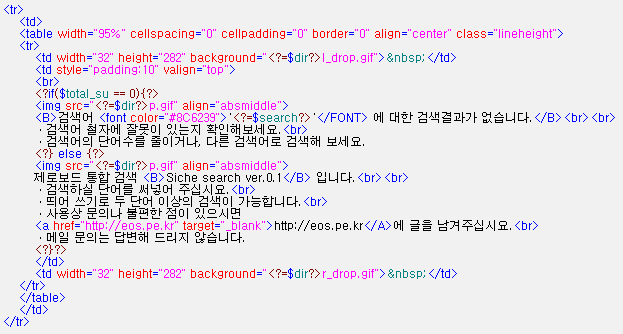 <tr>
<td>
<table width="95%" cellspacing="0" cellpadding="0" border="0" align="center" class="lineheight">
<tr>
<td width="32" height="282" background="<?=$dir?>l_drop.gif">&nbsp;</td>
<td style="padding:10" valign="top">
<br>
<?if($total_su == 0){?>
<img src="<?=$dir?>p.gif" align="absmiddle">
<B>검색어 <font color="#8C6239">'<?=$search?>'</FONT> 에 대한 검색결과가 없습니다.</B><br><br>
·검색어 철자에 잘못이 있는지 확인해보세요.<br>
·검색어의 단어수를 줄이거나, 다른 검색어로 검색해 보세요.
<?} else {?>
<img src="<?=$dir?>p.gif" align="absmiddle">
제로보드 통합 검색 <B>Siche search ver.0.1</B> 입니다.<br><br>
·검색하실 단어를 써넣어 주십시요.<br>
·띄어 쓰기로 두 단어 이상의 검색이 가능합니다.<br>
·사용상 문의나 불편한 점이 있으시면
<a href="http://eos.pe.kr" target="_blank">http://eos.pe.kr</A>에 글을 남겨주십시요.<br>
·메일 문의는 답변해 드리지 않습니다.
<?}?>
</td>
<td width="32" height="282" background="<?=$dir?>r_drop.gif">&nbsp;</td>
</tr>
</table>
</td>
</tr>